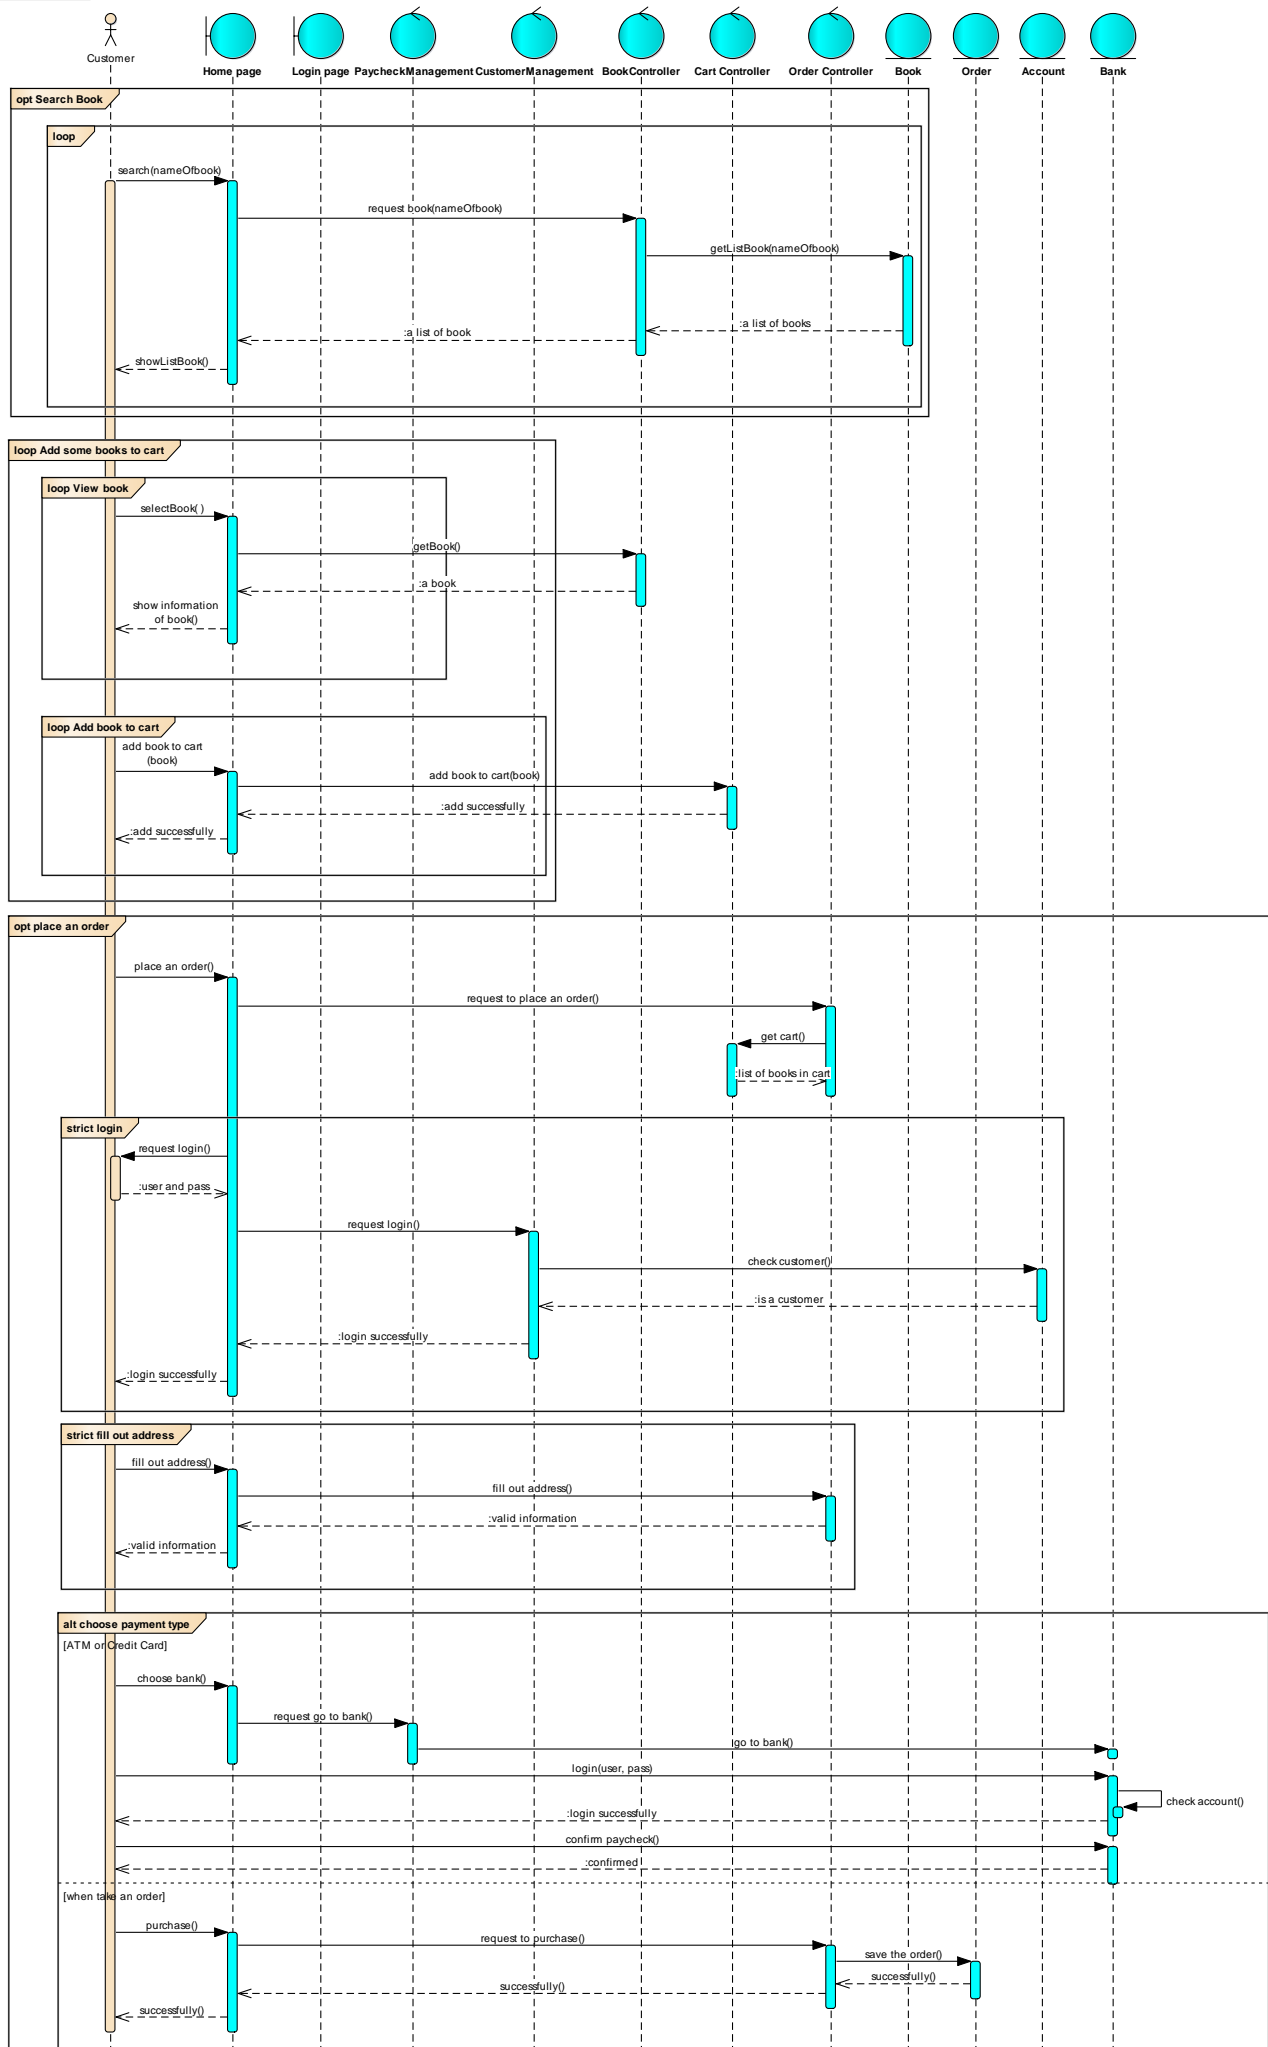 Customer
Home page
Login page
PaycheckManagement
CustomerManagement
BookController
Cart Controller
Order Controller
Book
Order
Account
Bank
opt Search Book
loop
search(nameOfbook)
request book(nameOfbook)
getListBook(nameOfbook)
:a list of books
:a list of book
showListBook()
loop Add some books to cart
loop View book
selectBook( )
getBook()
:a book
show information
of book()
loop Add book to cart
add book to cart
(book)
add book to cart(book)
:add successfully
:add successfully
opt place an order
place an order()
request to place an order()
get cart()
:list of books in cart
strict login
request login()
:user and pass
request login()
check customer()
:is a customer
:login successfully
:login successfully
strict fill out address
fill out address()
fill out address()
:valid information
:valid information
alt choose payment type
[ATM or Credit Card]
choose bank()
request go to bank()
go to bank()
login(user, pass)
check account()
:login successfully
confirm paycheck()
:confirmed
[when take an order]
purchase()
request to purchase()
save the order()
successfully()
successfully()
successfully()